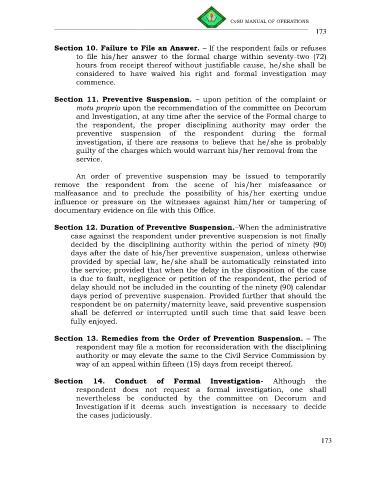 CvSU MANUAL OF OPERATIONS
173
Section 10. Failure to File an Answer. – If the respondent fails or refuses
to file his/her answer to the formal charge within seventy-two (72)
hours from receipt thereof without justifiable cause, he/she shall be
considered to have waived his right and formal investigation may
commence.
Section 11. Preventive Suspension. – upon petition of the complaint or
motu proprio upon the recommendation of the committee on Decorum
and Investigation, at any time after the service of the Formal charge to
the respondent, the proper disciplining authority may order the
preventive suspension of the respondent during the formal
investigation, if there are reasons to believe that he/she is probably
guilty of the charges which would warrant his/her removal from the
service.
An order of preventive suspension may be issued to temporarily
remove the respondent from the scene of his/her misfeasance or
malfeasance and to preclude the possibility of his/her exerting undue
influence or pressure on the witnesses against him/her or tampering of
documentary evidence on file with this Office.
Section 12. Duration of Preventive Suspension.–When the administrative
case against the respondent under preventive suspension is not finally
decided by the disciplining authority within the period of ninety (90)
days after the date of his/her preventive suspension, unless otherwise
provided by special law, he/she shall be automatically reinstated into
the service; provided that when the delay in the disposition of the case
is due to fault, negligence or petition of the respondent, the period of
delay should not be included in the counting of the ninety (90) calendar
days period of preventive suspension. Provided further that should the
respondent be on paternity/maternity leave, said preventive suspension
shall be deferred or interrupted until such time that said leave been
fully enjoyed.
Section 13. Remedies from the Order of Prevention Suspension. – The
respondent may file a motion for reconsideration with the disciplining
authority or may elevate the same to the Civil Service Commission by
way of an appeal within fifteen (15) days from receipt thereof.
Section 14. Conduct of Formal Investigation- Although the
respondent does not request a formal investigation, one shall
nevertheless be conducted by the committee on Decorum and
Investigation if it deems such investigation is necessary to decide
the cases judiciously.
173